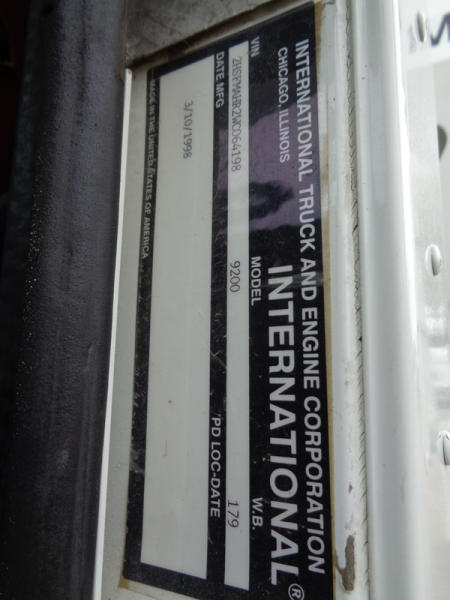 INTERNATIONAL TRUCK AND ENGINE CORPORATION
CHICAGO, ILLINOIS
INTERNATIONAL®
VIN MODEL W.B.
2HSFMAHR2WC064198 9200 179
DATE MFG PD LOC-DATE
3/10/1998
MADE IN THE UNITED STATES OF AMERICA